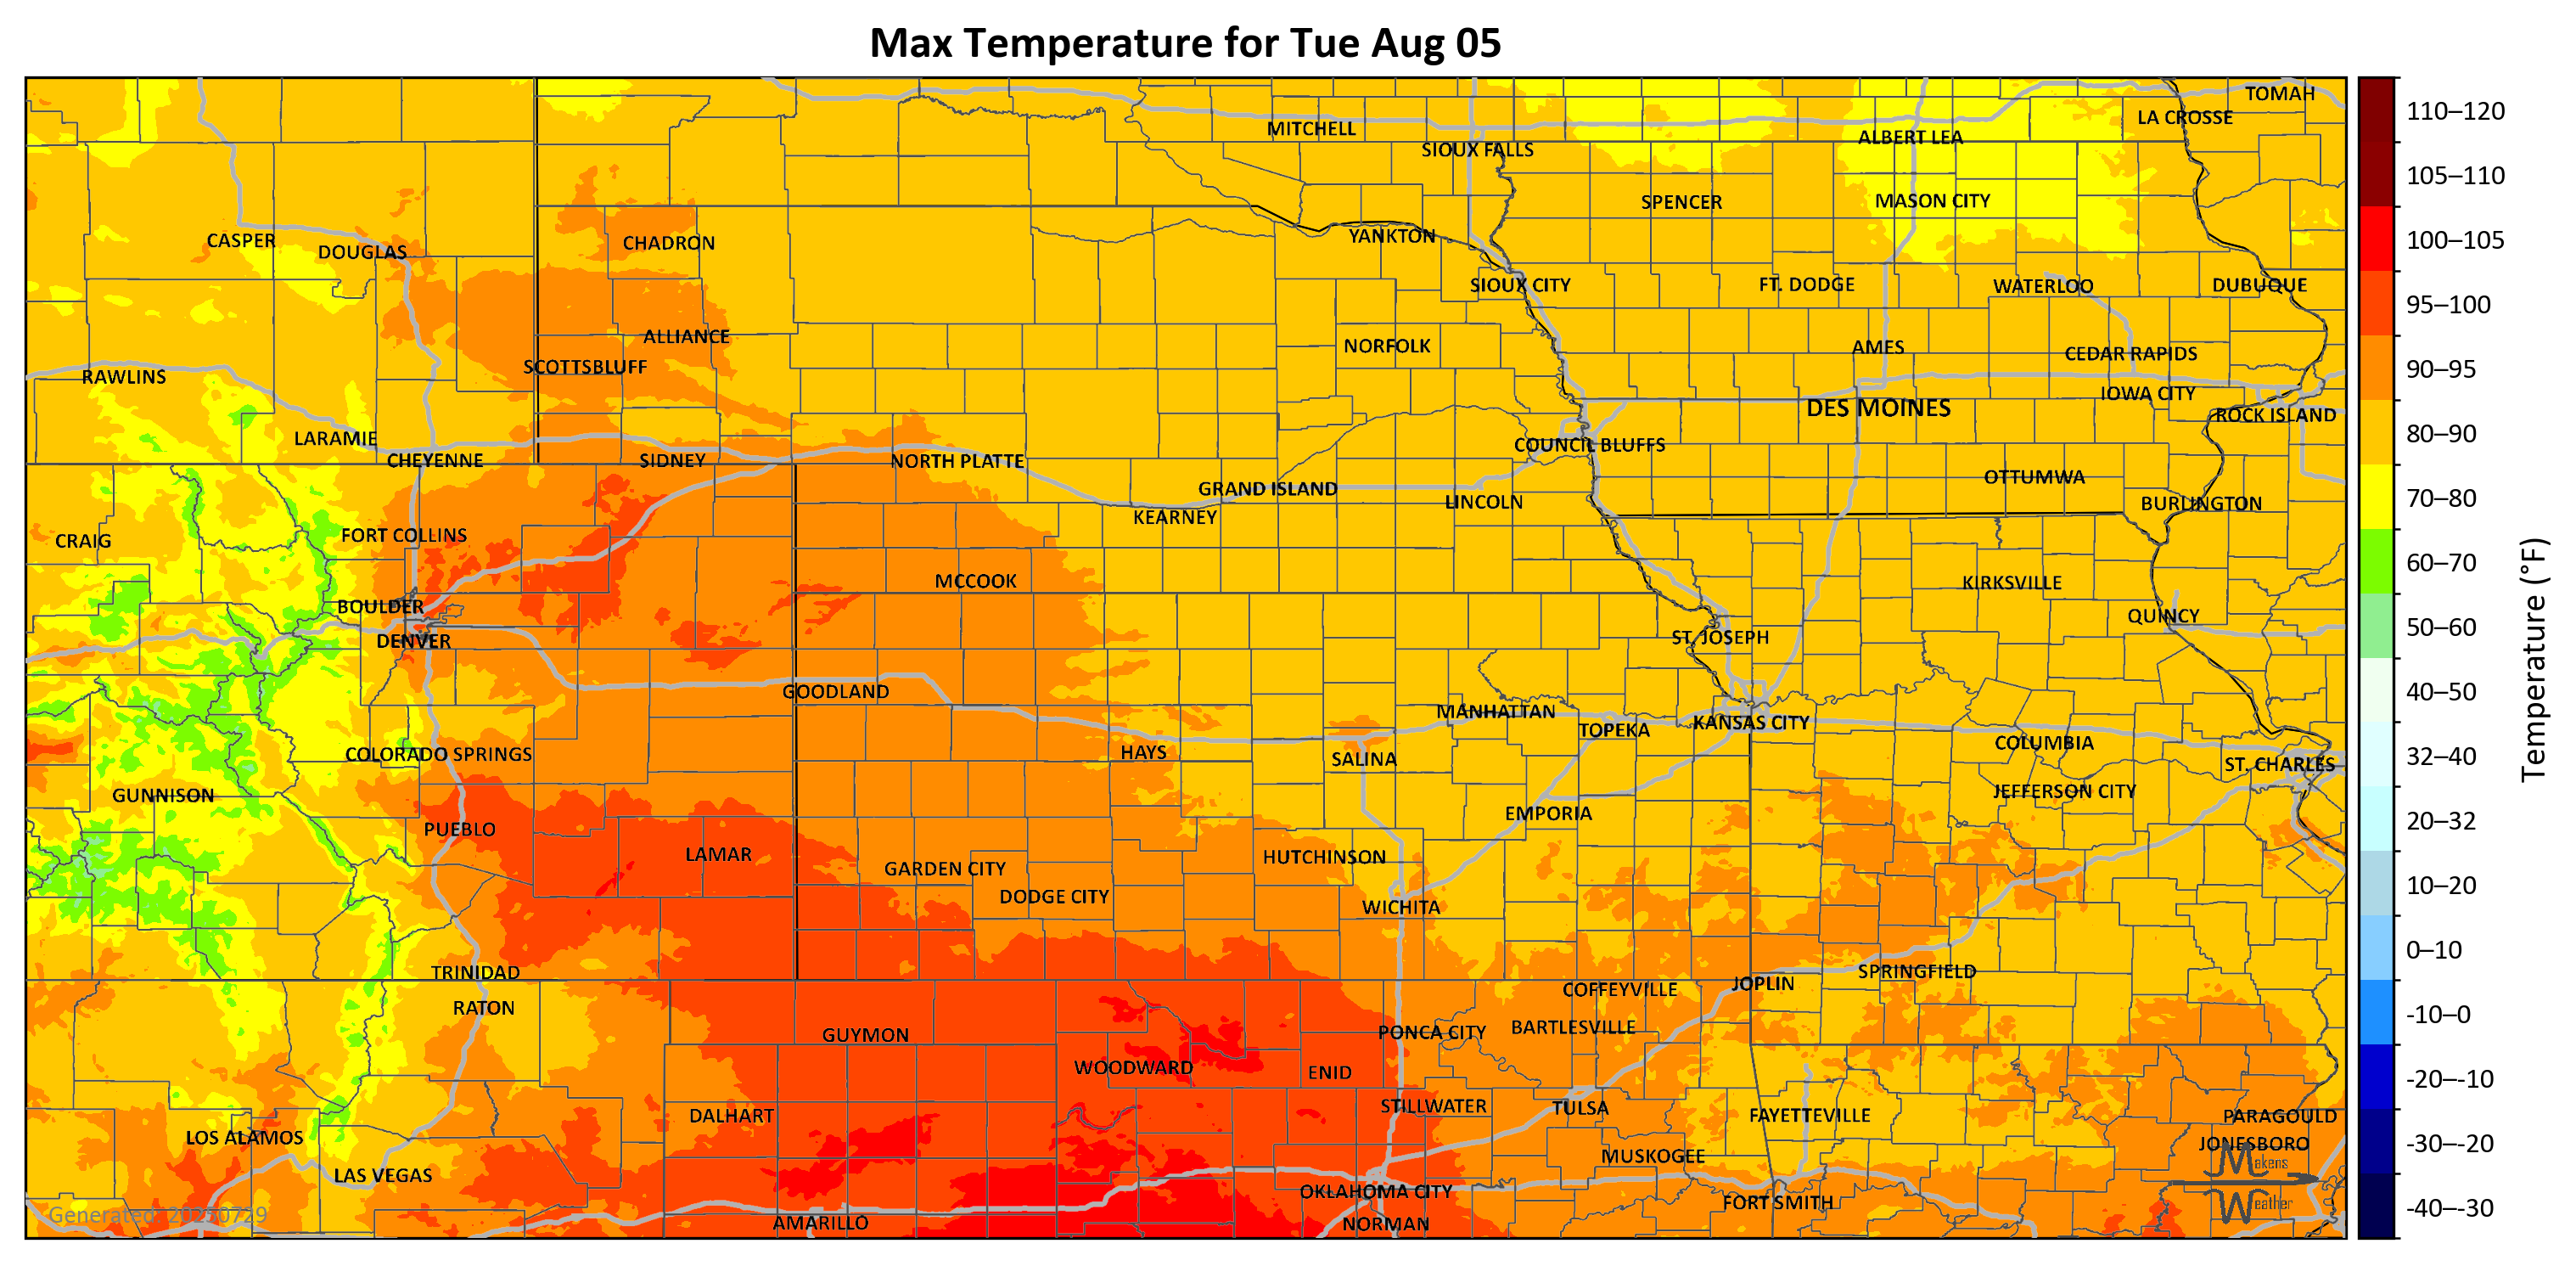 Max Temperature for Tue Aug 05
TOMAH
LA CROSSE
MITCHELL
ALBERT LEA
SIOUX FALLS
SPENCER
MASON CITY
CASPER
DOUGLAS
CHADRON
YANKTON
SIOUX CITY
FT. DODGE
WATERLOO
DUBUQUE
ALLIANCE
NORFOLK
AMES
CEDAR RAPIDS
SCOTTSBLUFF
RAWLINS
IOWA CITY
DES MOINES
ROCK ISLAND
LARAMIE
COUNCIL BLUFFS
CHEYENNE
SIDNEY
NORTH PLATTE
OTTUMWA
GRAND ISLAND
LINCOLN
BURLINGTON
KEARNEY
CRAIG
FORT COLLINS
MCCOOK
KIRKSVILLE
BOULDER
QUINCY
DENVER
ST. JOSEPH
GOODLAND
MANHATTAN
TOPEKA
KANSAS CITY
COLUMBIA
COLORADO SPRINGS
HAYS
SALINA
ST. CHARLES
GUNNISON
JEFFERSON CITY
EMPORIA
PUEBLO
LAMAR
HUTCHINSON
GARDEN CITY
DODGE CITY
WICHITA
TRINIDAD
SPRINGFIELD
JOPLIN
COFFEYVILLE
RATON
GUYMON
PONCA CITY
BARTLESVILLE
WOODWARD
ENID
DALHART
STILLWATER
TULSA
FAYETTEVILLE
PARAGOULD
LOS ALAMOS
JONESBORO
MUSKOGEE
LAS VEGAS
OKLAHOMA CITY
FORT SMITH
AMARILLO
NORMAN
Generated: 20250729
Makens
Weather
110–120
105–110
100–105
95–100
90–95
80–90
70–80
60–70
50–60
40–50
32–40
20–32
10–20
0–10
-10–0
-20–-10
-30–-20
-40–-30
Temperature (°F)